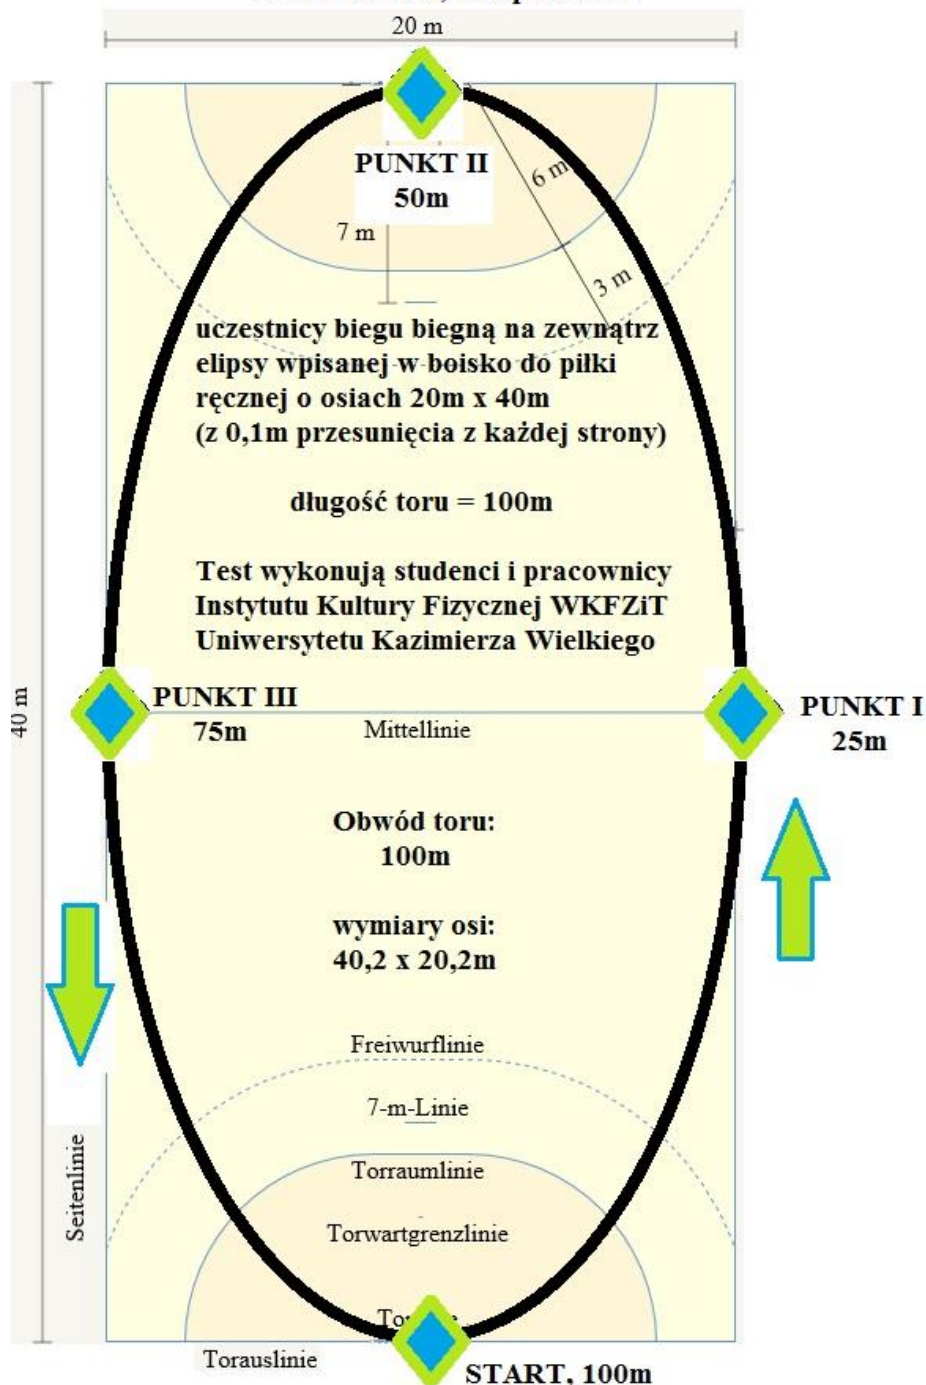 20 m
PUNKT II
50m
6 m
7 m
3 m
uczestnicy biegu biegną na zewnątrz
elipsy wpisanej w boisko do piłki
ręcznej o osiach 20m x 40m
(z 0,1m przesunięcia z każdej strony)
długość toru = 100m
Test wykonują studenci i pracownicy
Instytutu Kultury Fizycznej WKFZiT
Uniwersytetu Kazimierza Wielkiego
40 m
PUNKT III
75m
Mittellinie
PUNKT I
25m
Obwód toru:
100m
wymiary osi:
40,2 x 20,2m
Freiwurflinie
7-m-Linie
Seitenlinie
Torraumlinie
Torwartgrenzlinie
Torauslinie
START, 100m